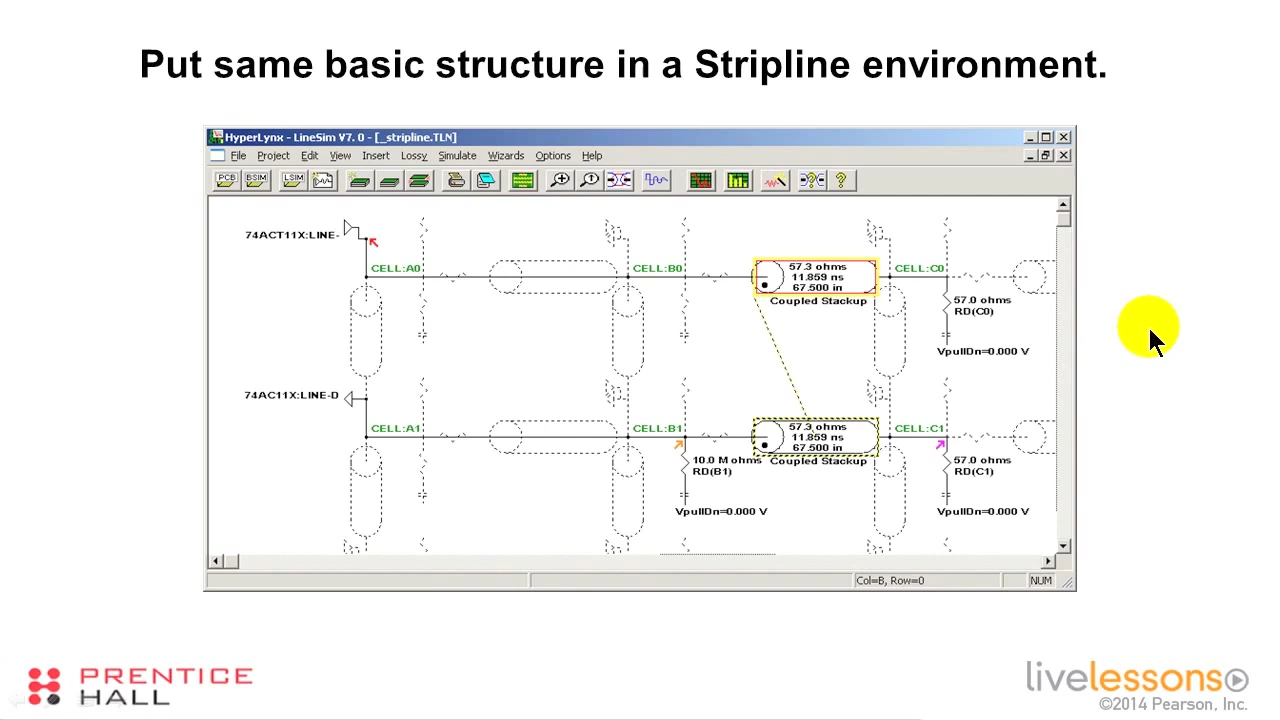 Put same basic structure in a Stripline environment.
HyperLynx - LineSim V7. 0 - [_stripline.TLN]
File Project Edit View Insert Lossy Simulate Wizards Options Help
PCB BSIM LSIM
74ACT11X:LINE-
CELL:A0 CELL:B0 CELL:C0
57.3 ohms
11.859 ns
67.500 in
Coupled Stackup
57.0 ohms
RD(C0)
VpullDn=0.000 V
74AC11X:LINE-D
CELL:A1 CELL:B1 CELL:C1
57.3 ohms
11.859 ns
67.500 in
Coupled Stackup
10.0 M ohms
RD(B1)
VpullDn=0.000 V
57.0 ohms
RD(C1)
VpullDn=0.000 V
Col=B, Row=0 NUM
PRENTICE
HALL
livelessons
©2014 Pearson, Inc.